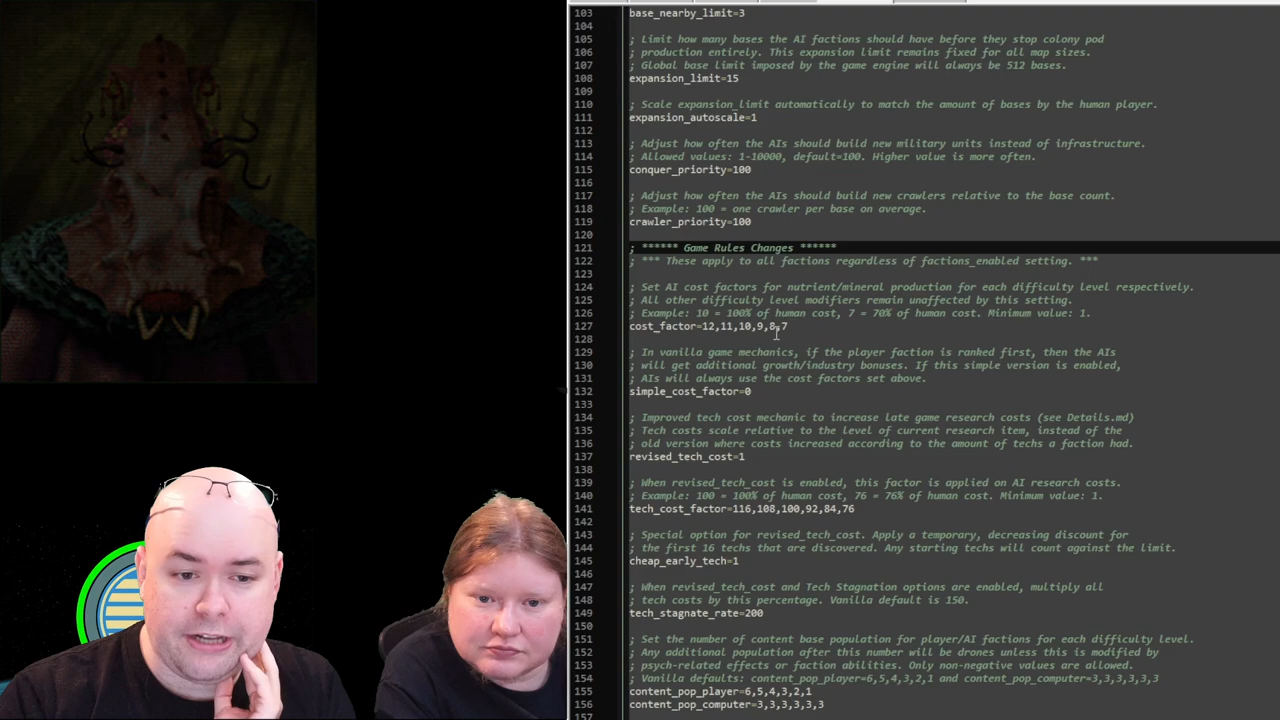 103 base_nearby_limit=3
104
105 ; Limit how many bases the AI factions should have before they stop colony pod
106 ; production entirely. This expansion limit remains fixed for all map sizes.
107 ; Global base limit imposed by the game engine will always be 512 bases.
108 expansion_limit=15
109
110 ; Scale expansion_limit automatically to match the amount of bases by the human player.
111 expansion_autoscale=1
112
113 ; Adjust how often the AIs should build new military units instead of infrastructure.
114 ; Allowed values: 1-10000, default=100. Higher value is more often.
115 conquer_priority=100
116
117 ; Adjust how often the AIs should build new crawlers relative to the base count.
118 ; Example: 100 = one crawler per base on average.
119 crawler_priority=100
120
121 ; ****** Game Rules Changes ******
122 ; *** These apply to all factions regardless of factions_enabled setting. ***
123
124 ; Set AI cost factors for nutrient/mineral production for each difficulty level respectively.
125 ; All other difficulty level modifiers remain unaffected by this setting.
126 ; Example: 10 = 100% of human cost, 7 = 70% of human cost. Minimum value: 1.
127 cost_factor=12,11,10,9,8,7
128
129 ; In vanilla game mechanics, if the player faction is ranked first, then the AIs
130 ; will get additional growth/industry bonuses. If this simple version is enabled,
131 ; AIs will always use the cost factors set above.
132 simple_cost_factor=0
133
134 ; Improved tech cost mechanic to increase late game research costs (see Details.md)
135 ; Tech costs scale relative to the level of current research item, instead of the
136 ; old version where costs increased according to the amount of techs a faction had.
137 revised_tech_cost=1
138
139 ; When revised_tech_cost is enabled, this factor is applied on AI research costs.
140 ; Example: 100 = 100% of human cost, 76 = 76% of human cost. Minimum value: 1.
141 tech_cost_factor=116,108,100,92,84,76
142
143 ; Special option for revised_tech_cost. Apply a temporary, decreasing discount for
144 ; the first 16 techs that are discovered. Any starting techs will count against the limit.
145 cheap_early_tech=1
146
147 ; When revised_tech_cost and Tech Stagnation options are enabled, multiply all
148 ; tech costs by this percentage. Vanilla default is 150.
149 tech_stagnate_rate=200
150
151 ; Set the number of content base population for player/AI factions for each difficulty level.
152 ; Any additional population after this number will be drones unless this is modified by
153 ; psych-related effects or faction abilities. Only non-negative values are allowed.
154 ; Vanilla defaults: content_pop_player=6,5,4,3,2,1 and content_pop_computer=3,3,3,3,3,3
155 content_pop_player=6,5,4,3,2,1
156 content_pop_computer=3,3,3,3,3,3
157